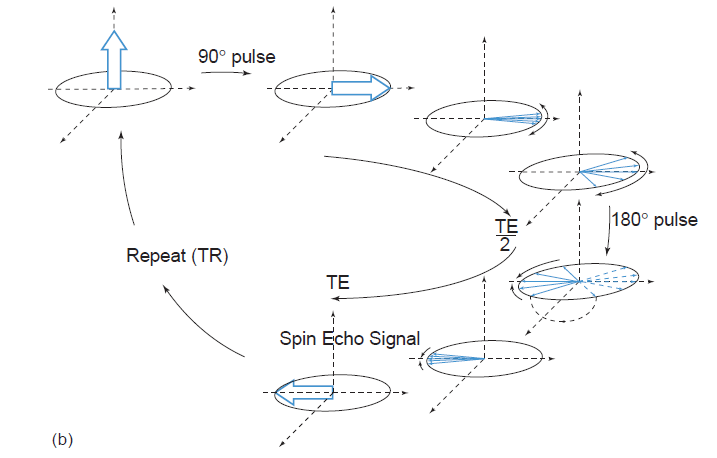 90° pulse
TE
2
180° pulse
Repeat (TR)
TE
Spin Echo Signal
(b)